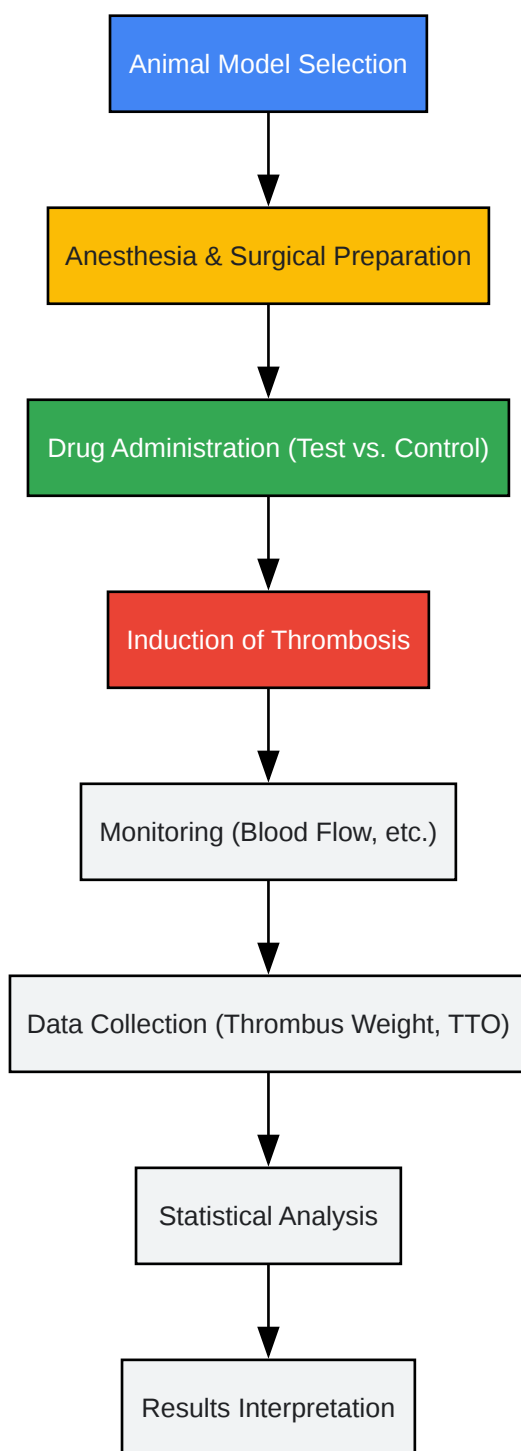 Animal Model Selection
Anesthesia & Surgical Preparation
Drug Administration (Test vs. Control)
Induction of Thrombosis
Monitoring (Blood Flow, etc.)
Data Collection (Thrombus Weight, TTO)
Statistical Analysis
Results Interpretation